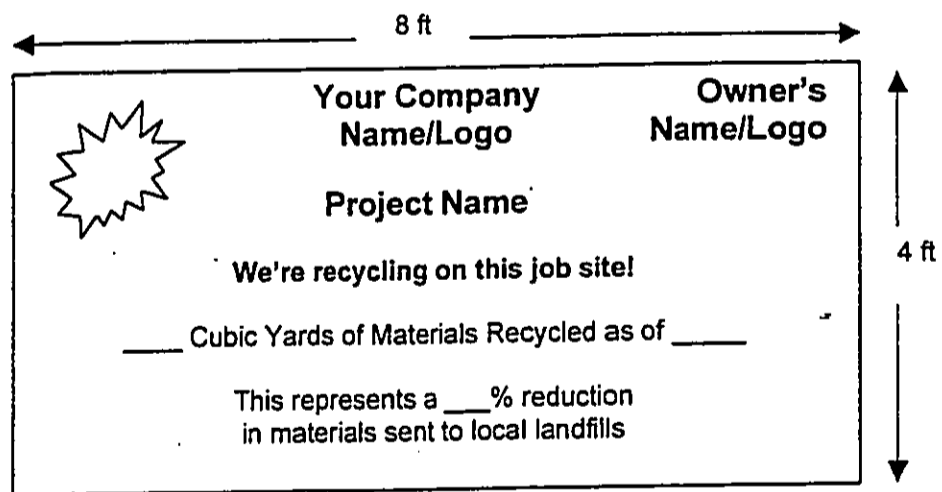 8 ft
Your Company
Name/Logo
Owner's
Name/Logo
Project Name
We're recycling on this job site!
____ Cubic Yards of Materials Recycled as of _____
This represents a ___% reduction
in materials sent to local landfills
4 ft